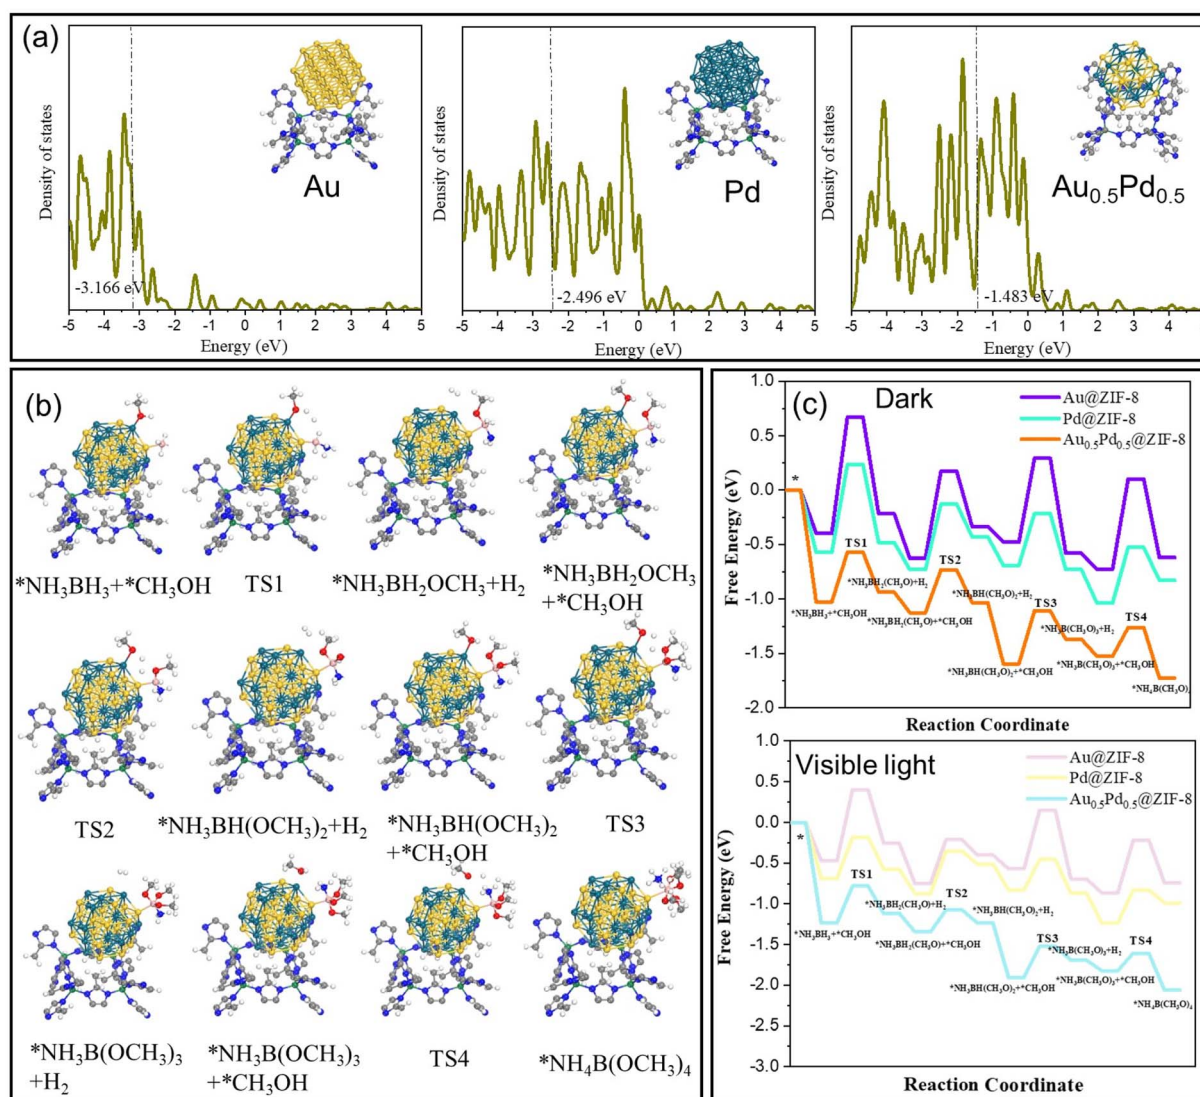 (a)
Density of states
Au
-3.166 eV
-5 -4 -3 -2 -1 0 1 2 3 4 5
Energy (eV)
Density of states
Pd
-2.496 eV
-5 -4 -3 -2 -1 0 1 2 3 4 5
Energy (eV)
Density of states
Au0.5Pd0.5
-1.483 eV
-5 -4 -3 -2 -1 0 1 2 3 4 5
Energy (eV)
(b)
*NH3BH3+*CH3OH
TS1
*NH3BH2OCH3+H2
*NH3BH2OCH3
+*CH3OH
TS2
*NH3BH(OCH3)2+H2
*NH3BH(OCH3)2
+*CH3OH
TS3
*NH3B(OCH3)3
+H2
*NH3B(OCH3)3
+*CH3OH
TS4
*NH4B(OCH3)4
(c)
Dark
Au@ZIF-8
Pd@ZIF-8
Au0.5Pd0.5@ZIF-8
Free Energy (eV)
1.0
0.5
0.0
-0.5
-1.0
-1.5
-2.0
*
*NH3BH3+*CH3OH
TS1
*NH3BH2(CH3O)+H2
*NH3BH2(CH3O)+*CH3OH
TS2
*NH3BH(CH3O)2+H2
*NH3BH(CH3O)2+*CH3OH
TS3
*NH3B(CH3O)3+H2
*NH3B(CH3O)3+*CH3OH
TS4
*NH4B(CH3O)4
Reaction Coordinate
Visible light
Au@ZIF-8
Pd@ZIF-8
Au0.5Pd0.5@ZIF-8
Free Energy (eV)
1.0
0.5
0.0
-0.5
-1.0
-1.5
-2.0
-2.5
-3.0
*
*NH3BH3+*CH3OH
TS1
*NH3BH2(CH3O)+H2
*NH3BH2(CH3O)+*CH3OH
TS2
*NH3BH(CH3O)2+H2
*NH3BH(CH3O)2+*CH3OH
TS3
*NH3B(CH3O)3+H2
*NH3B(CH3O)3+*CH3OH
TS4
*NH4B(CH3O)4
Reaction Coordinate